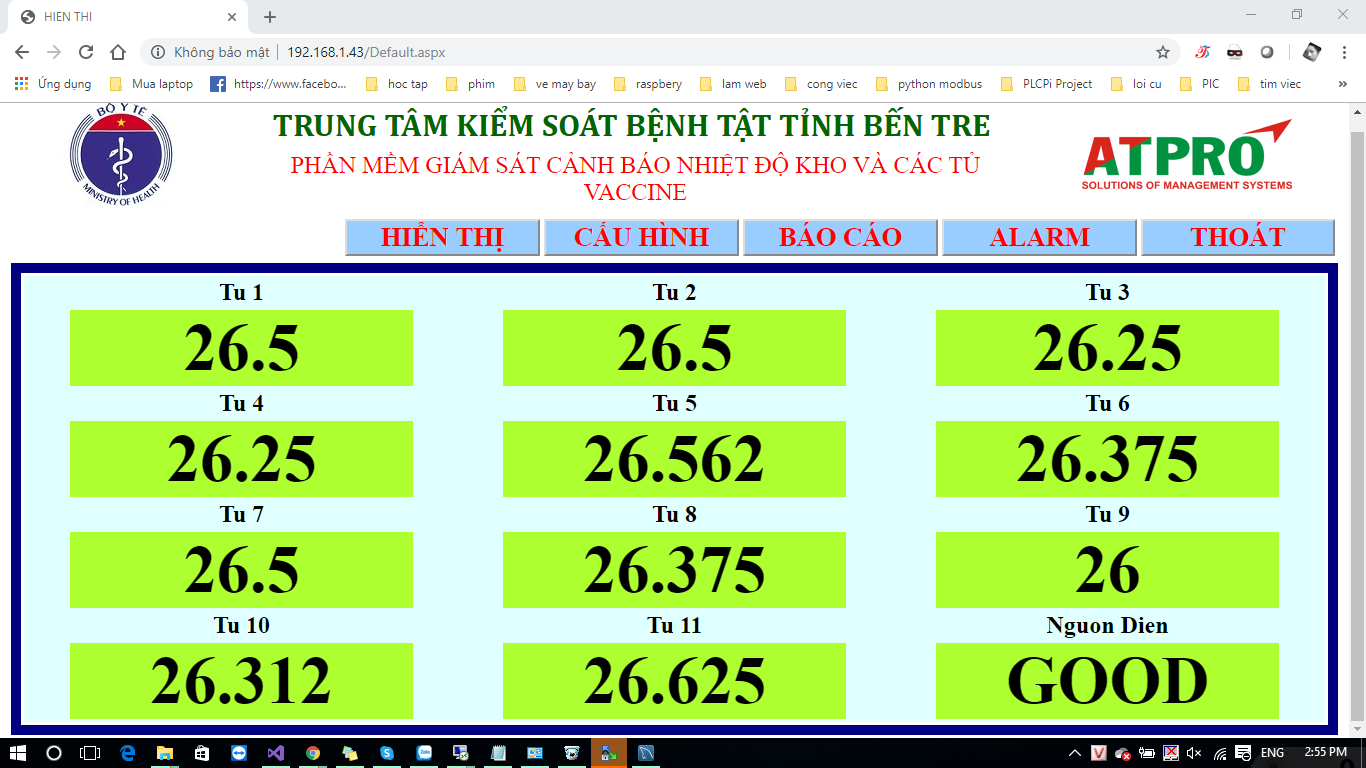 HIEN THI
Không bảo mật 192.168.1.43/Default.aspx
Ứng dụng Mua laptop https://www.facebo... hoc tap phim ve may bay raspbery lam web cong viec python modbus PLCPi Project loi cu PIC tim viec »
BỘ Y TẾ
MINISTRY OF HEALTH
TRUNG TÂM KIỂM SOÁT BỆNH TẬT TỈNH BẾN TRE
PHẦN MỀM GIÁM SÁT CẢNH BÁO NHIỆT ĐỘ KHO VÀ CÁC TỦ
VACCINE
ATPRO
SOLUTIONS OF MANAGEMENT SYSTEMS
HIỂN THỊ CẤU HÌNH BÁO CÁO ALARM THOÁT
Tu 1 Tu 2 Tu 3
26.5 26.5 26.25
Tu 4 Tu 5 Tu 6
26.25 26.562 26.375
Tu 7 Tu 8 Tu 9
26.5 26.375 26
Tu 10 Tu 11 Nguon Dien
26.312 26.625 GOOD
ENG 2:55 PM